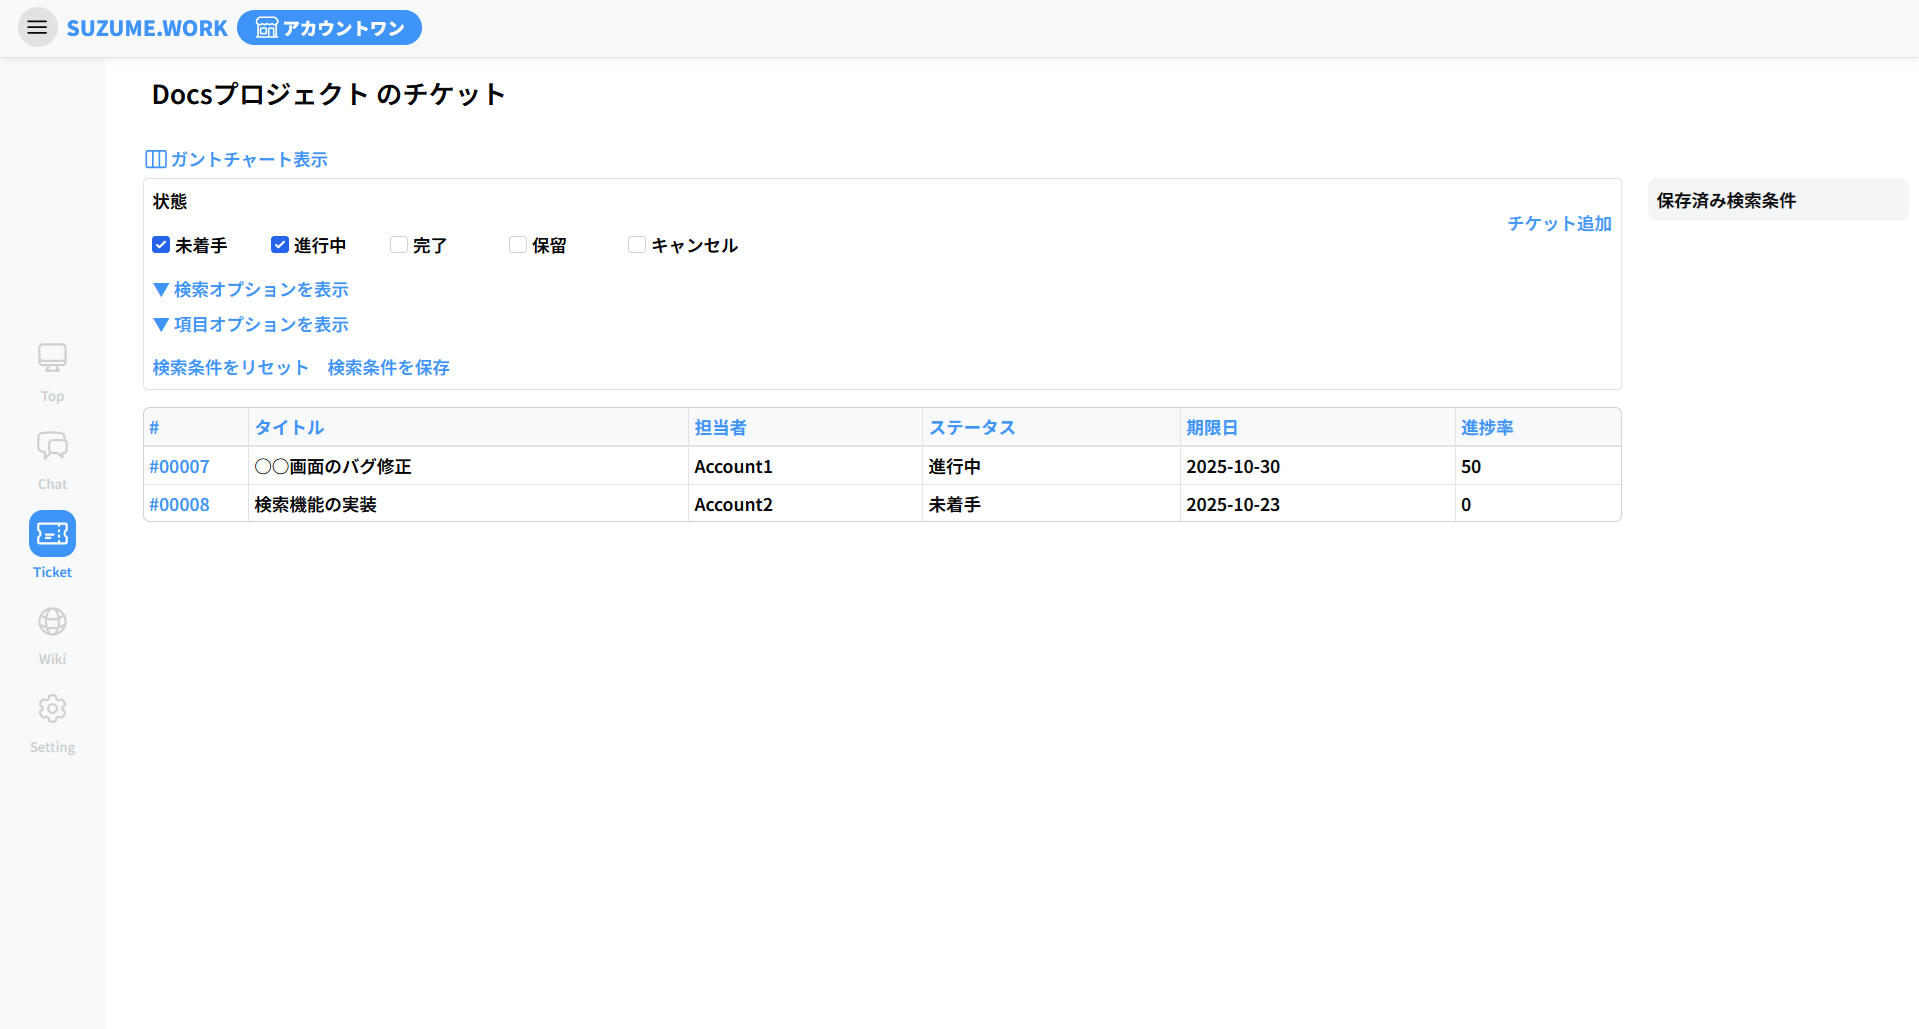 SUZUME.WORK アカウントワン
Docsプロジェクト のチケット
ガントチャート表示
状態
チケット追加
保存済み検索条件
未着手 進行中 完了 保留 キャンセル
▼検索オプションを表示
▼項目オプションを表示
検索条件をリセット 検索条件を保存
# タイトル 担当者 ステータス 期限日 進捗率
#00007 〇〇画面のバグ修正 Account1 進行中 2025-10-30 50
#00008 検索機能の実装 Account2 未着手 2025-10-23 0
Top
Chat
Ticket
Wiki
Setting